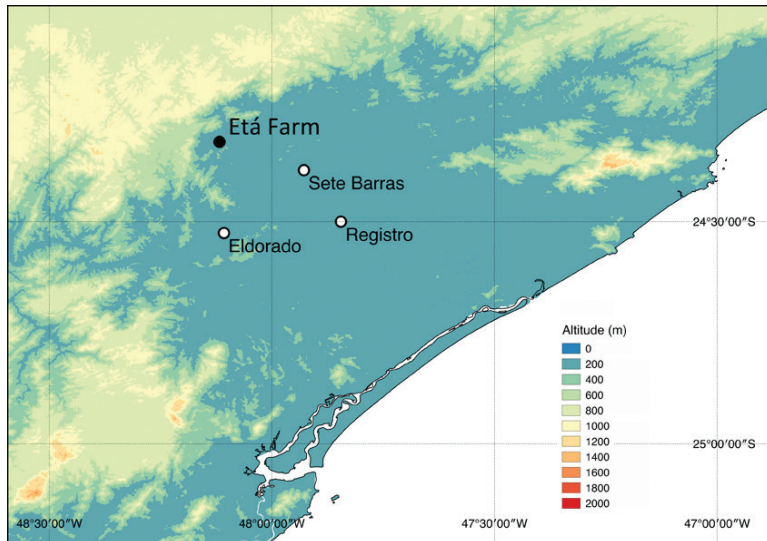 Etá Farm
Sete Barras
Registro
Eldorado
24°30'00"S
Altitude (m)
0
200
400
600
800
1000
1200
1400
1600
1800
2000
25°00'00"S
48°30'00"W
48°00'00"W
47°30'00"W
47°00'00"W